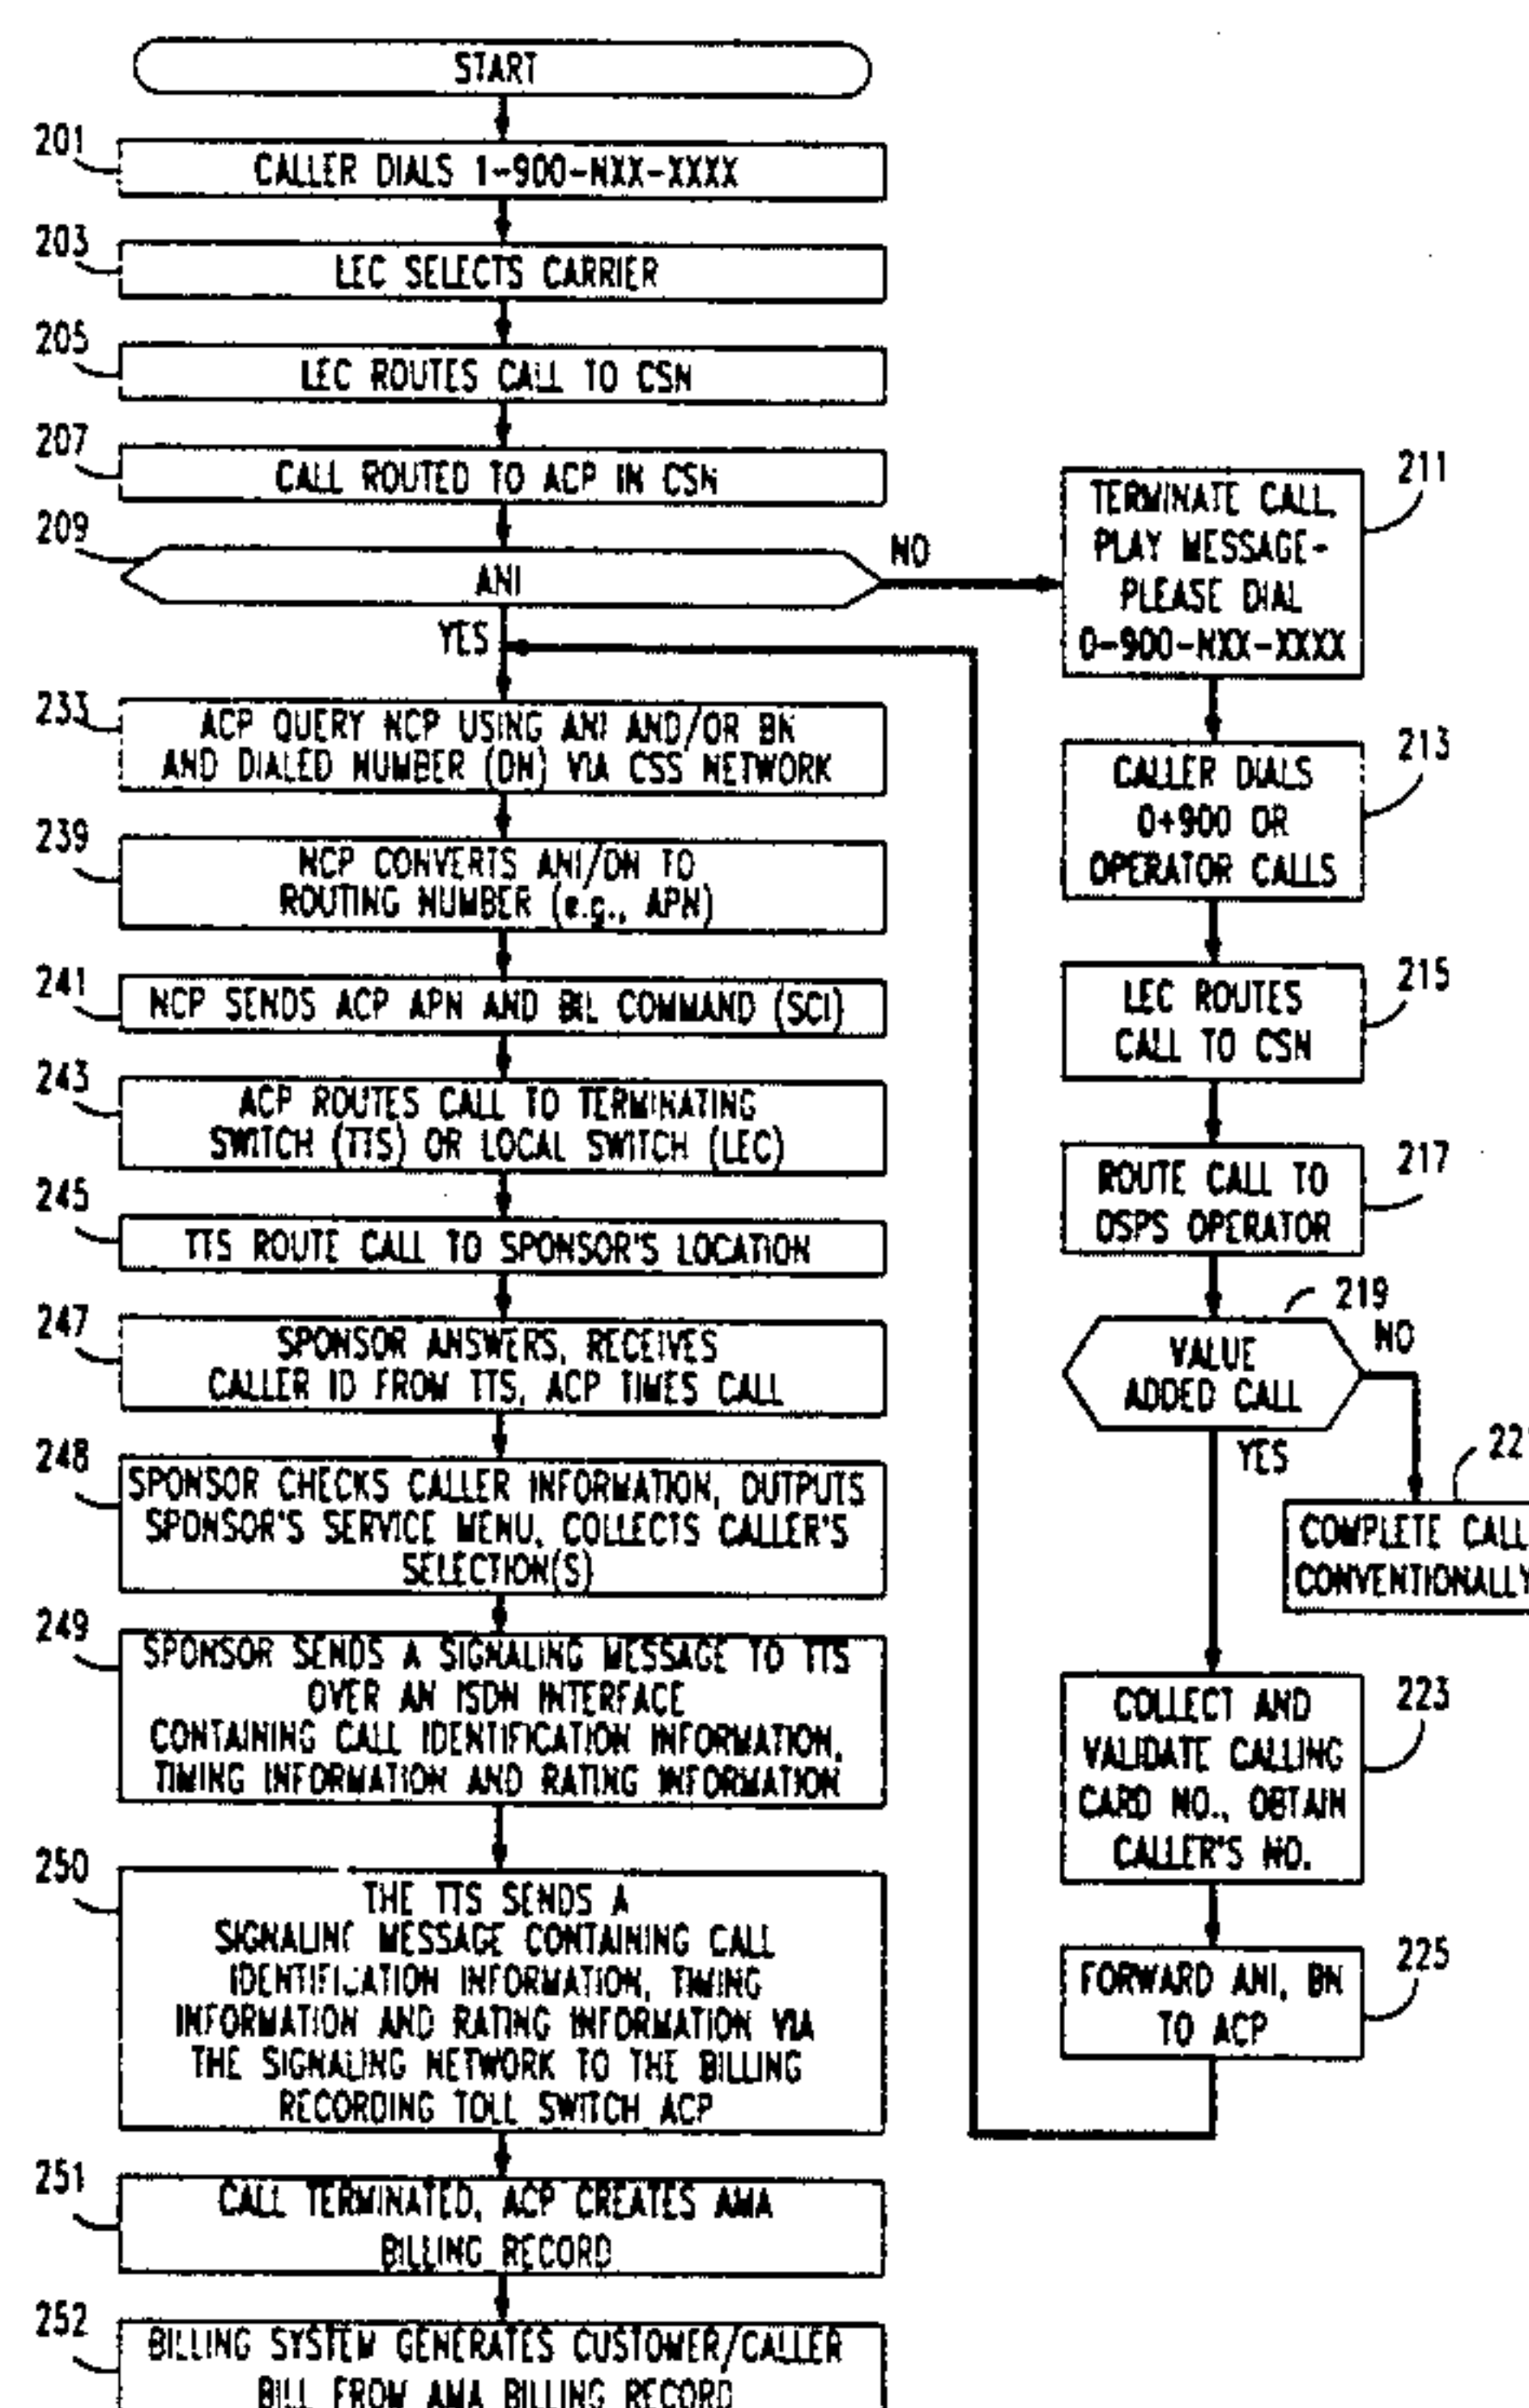 START
201
CALLER DIALS 1-900-NXX-XXXX
203
LEC SELECTS CARRIER
205
LEC ROUTES CALL TO CSN
207
CALL ROUTED TO ACP IN CSN
209
ANI
NO
YES
211
TERMINATE CALL,
PLAY MESSAGE-
PLEASE DIAL
0-900-NXX-XXXX
213
CALLER DIALS
0+900 OR
OPERATOR CALLS
215
LEC ROUTES
CALL TO CSN
217
ROUTE CALL TO
OSPS OPERATOR
219
VALUE
ADDED CALL
NO
YES
COMPLETE CALL
CONVENTIONALLY
223
COLLECT AND
VALIDATE CALLING
CARD NO., OBTAIN
CALLER'S NO.
225
FORWARD ANI, BN
TO ACP
233
ACP QUERY NCP USING ANI AND/OR BN
AND DIALED NUMBER (DN) VIA CSS NETWORK
239
NCP CONVERTS ANI/DN TO
ROUTING NUMBER (e.g., APN)
241
NCP SENDS ACP APN AND BIL COMMAND (SCI)
243
ACP ROUTES CALL TO TERMINATING
SWITCH (TTS) OR LOCAL SWITCH (LEC)
245
TTS ROUTE CALL TO SPONSOR'S LOCATION
247
SPONSOR ANSWERS, RECEIVES
CALLER ID FROM TTS, ACP TIMES CALL
248
SPONSOR CHECKS CALLER INFORMATION, OUTPUTS
SPONSOR'S SERVICE MENU, COLLECTS CALLER'S
SELECTION(S)
249
SPONSOR SENDS A SIGNALING MESSAGE TO TTS
OVER AN ISDN INTERFACE
CONTAINING CALL IDENTIFICATION INFORMATION,
TIMING INFORMATION AND RATING INFORMATION
250
THE TTS SENDS A
SIGNALING MESSAGE CONTAINING CALL
IDENTIFICATION INFORMATION, TIMING
INFORMATION AND RATING INFORMATION VIA
THE SIGNALING NETWORK TO THE BILLING
RECORDING TOLL SWITCH ACP
251
CALL TERMINATED, ACP CREATES AMA
BILLING RECORD
252
BILLING SYSTEM GENERATES CUSTOMER/CALLER
BILL FROM AMA BILLING RECORD